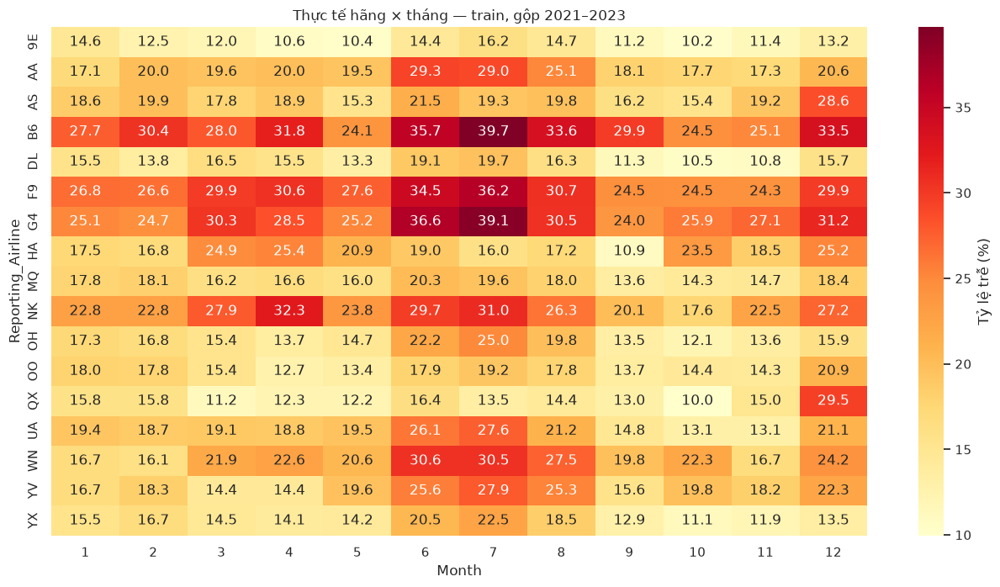 Thực tế hãng × tháng — train, gộp 2021–2023
Reporting_Airline
9E 14.6 12.5 12.0 10.6 10.4 14.4 16.2 14.7 11.2 10.2 11.4 13.2
AA 17.1 20.0 19.6 20.0 19.5 29.3 29.0 25.1 18.1 17.7 17.3 20.6
AS 18.6 19.9 17.8 18.9 15.3 21.5 19.3 19.8 16.2 15.4 19.2 28.6
B6 27.7 30.4 28.0 31.8 24.1 35.7 39.7 33.6 29.9 24.5 25.1 33.5
DL 15.5 13.8 16.5 15.5 13.3 19.1 19.7 16.3 11.3 10.5 10.8 15.7
F9 26.8 26.6 29.9 30.6 27.6 34.5 36.2 30.7 24.5 24.5 24.3 29.9
G4 25.1 24.7 30.3 28.5 25.2 36.6 39.1 30.5 24.0 25.9 27.1 31.2
HA 17.5 16.8 24.9 25.4 20.9 19.0 16.0 17.2 10.9 23.5 18.5 25.2
MQ 17.8 18.1 16.2 16.6 16.0 20.3 19.6 18.0 13.6 14.3 14.7 18.4
NK 22.8 22.8 27.9 32.3 23.8 29.7 31.0 26.3 20.1 17.6 22.5 27.2
OH 17.3 16.8 15.4 13.7 14.7 22.2 25.0 19.8 13.5 12.1 13.6 15.9
OO 18.0 17.8 15.4 12.7 13.4 17.9 19.2 17.8 13.7 14.4 14.3 20.9
QX 15.8 15.8 11.2 12.3 12.2 16.4 13.5 14.4 13.0 10.0 15.0 29.5
UA 19.4 18.7 19.1 18.8 19.5 26.1 27.6 21.2 14.8 13.1 13.1 21.1
WN 16.7 16.1 21.9 22.6 20.6 30.6 30.5 27.5 19.8 22.3 16.7 24.2
YV 16.7 18.3 14.4 14.4 19.6 25.6 27.9 25.3 15.6 19.8 18.2 22.3
YX 15.5 16.7 14.5 14.1 14.2 20.5 22.5 18.5 12.9 11.1 11.9 13.5
1 2 3 4 5 6 7 8 9 10 11 12
Month
35
30
25
20
15
10
Tỷ lệ trễ (%)